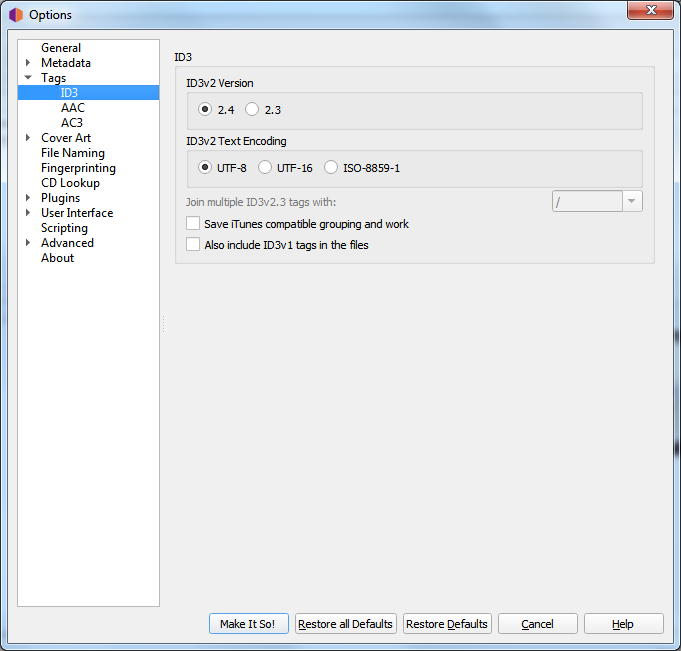 Options
General
Metadata
Tags
ID3
AAC
AC3
Cover Art
File Naming
Fingerprinting
CD Lookup
Plugins
User Interface
Scripting
Advanced
About
ID3
ID3v2 Version
2.4 2.3
ID3v2 Text Encoding
UTF-8 UTF-16 ISO-8859-1
Join multiple ID3v2.3 tags with: /
Save iTunes compatible grouping and work
Also include ID3v1 tags in the files
Make It So! Restore all Defaults Restore Defaults Cancel Help